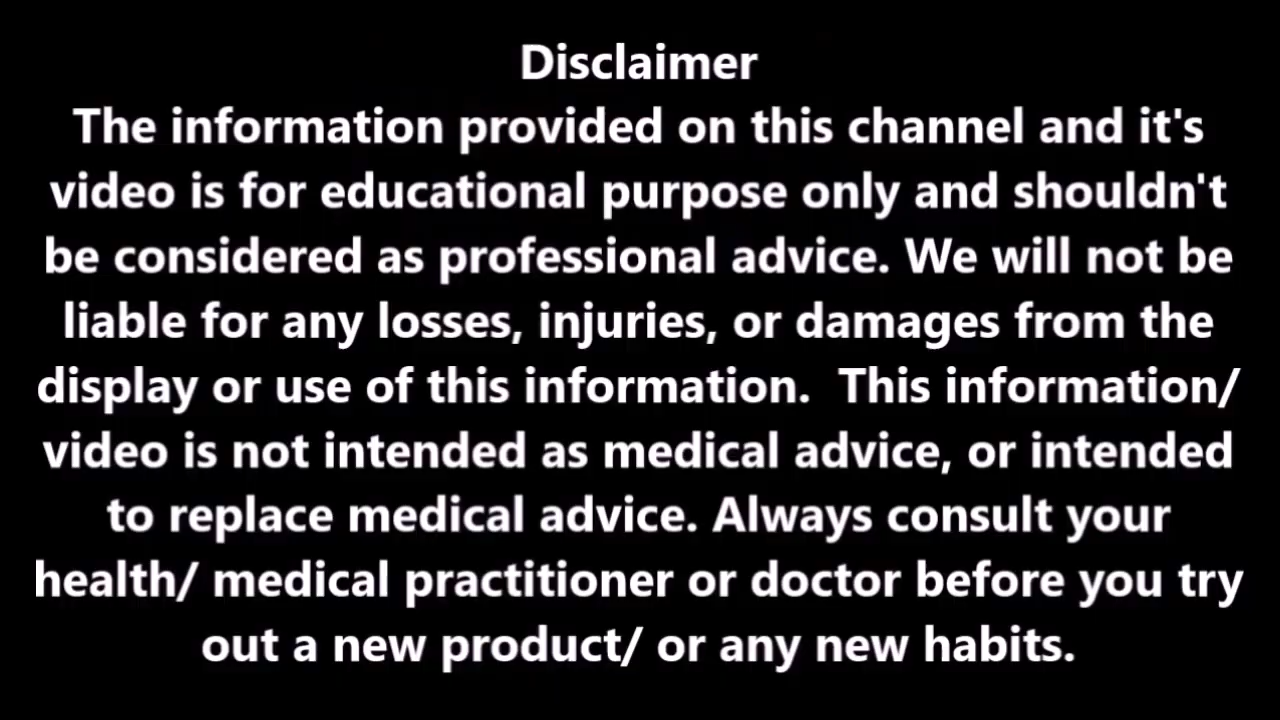 Disclaimer
The information provided on this channel and it's
video is for educational purpose only and shouldn't
be considered as professional advice. We will not be
liable for any losses, injuries, or damages from the
display or use of this information.  This information/
video is not intended as medical advice, or intended
to replace medical advice. Always consult your
health/ medical practitioner or doctor before you try
out a new product/ or any new habits.